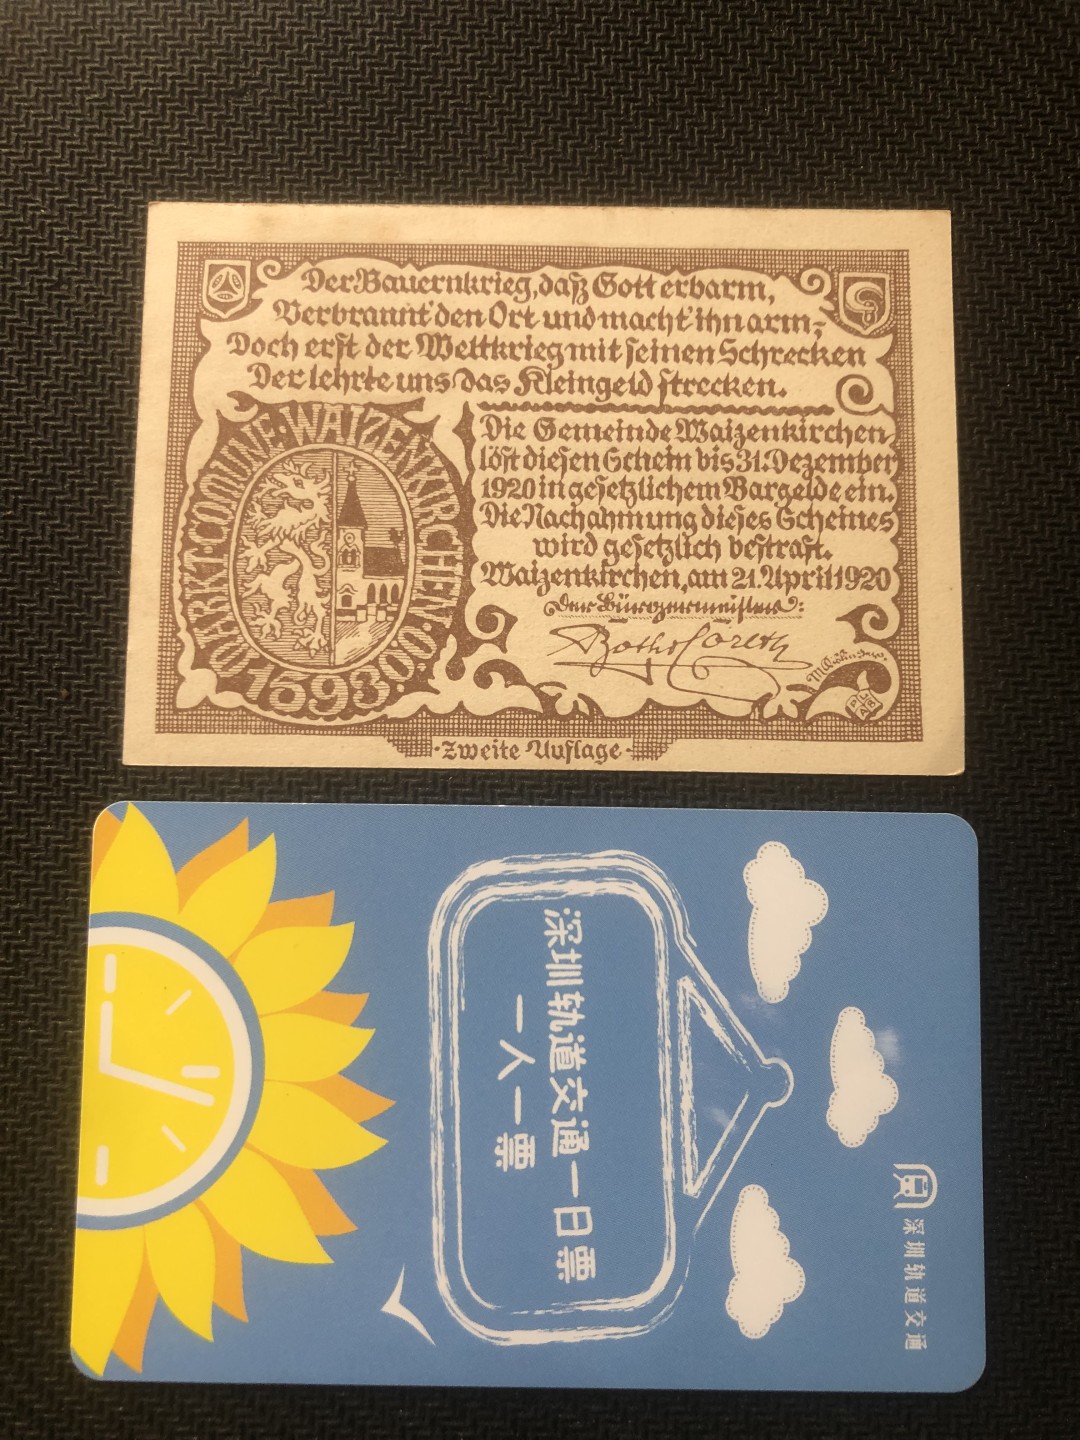 Der Bauernkrieg, daß Gott erbarm,
Verbrannt' den Ort und macht' ihn arm;
Doch erst der Weltkrieg mit seinen Schrecken
Der lehrte uns das Kleingeld strecken.
MARKTCOMUNE·WAIZENKIRCHEN·O.Ö.
1593
Die Gemeinde Waizenkirchen
löst diesen Schein bis 31. Dezember
1920 in gesetzlichem Bargelde ein.
Die Nachahmung dieses Scheines
wird gesetzlich bestraft.
Waizenkirchen, am 21. April 1920
Der Bürgermeister:
·Zweite Auflage·
深圳轨道交通一日票
一人一票
深圳轨道交通